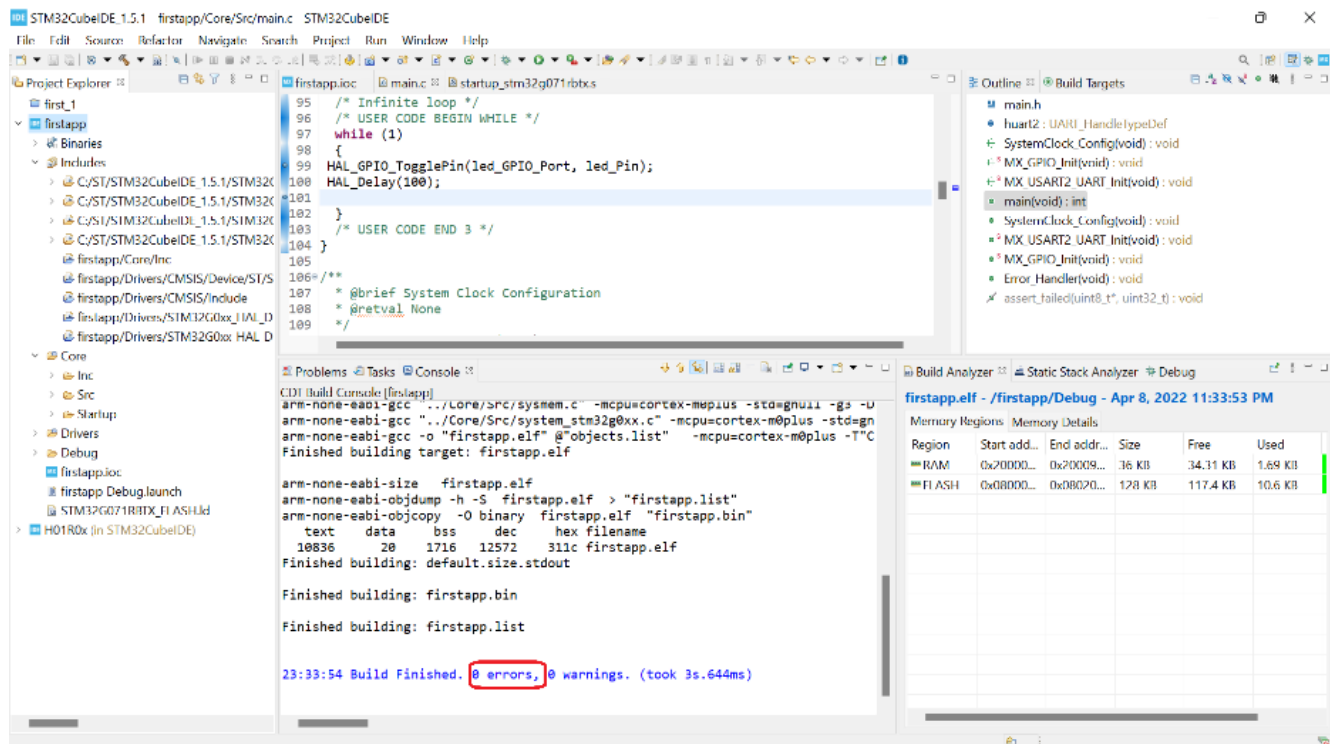 IDE STM32CubeIDE_1.5.1 firstapp/Core/Src/main.c STM32CubeIDE
File Edit Source Refactor Navigate Search Project Run Window Help
Project Explorer
first_1
firstapp
Binaries
Includes
C:/ST/STM32CubeIDE_1.5.1/STM32C
C:/ST/STM32CubeIDE_1.5.1/STM32C
C:/ST/STM32CubeIDE_1.5.1/STM32C
C:/ST/STM32CubeIDE_1.5.1/STM32C
firstapp/Core/Inc
firstapp/Drivers/CMSIS/Device/ST/S
firstapp/Drivers/CMSIS/Include
firstapp/Drivers/STM32G0xx_HAL_D
firstapp/Drivers/STM32G0xx_HAL_D
Core
Inc
Src
Startup
Drivers
Debug
firstapp.ioc
firstapp Debug.launch
STM32G071RBTX_FLASH.ld
H01R0x (in STM32CubeIDE)
firstapp.ioc main.c startup_stm32g071rbtx.s
95 /* Infinite loop */
96 /* USER CODE BEGIN WHILE */
97 while (1)
98 {
99 HAL_GPIO_TogglePin(led_GPIO_Port, led_Pin);
100 HAL_Delay(100);
101
102 }
103 /* USER CODE END 3 */
104 }
105
106 /**
107 * @brief System Clock Configuration
108 * @retval None
109 */
Outline Build Targets
main.h
huart2 : UART_HandleTypeDef
SystemClock_Config(void) : void
MX_GPIO_Init(void) : void
MX_USART2_UART_Init(void) : void
main(void) : int
SystemClock_Config(void) : void
MX_USART2_UART_Init(void) : void
MX_GPIO_Init(void) : void
Error_Handler(void) : void
assert_failed(uint8_t*, uint32_t) : void
Problems Tasks Console
CDT Build Console [firstapp]
arm-none-eabi-gcc "../Core/Src/sysmem.c" -mcpu=cortex-m0plus -std=gnu11 -g3 -D
arm-none-eabi-gcc "../Core/Src/system_stm32g0xx.c" -mcpu=cortex-m0plus -std=gn
arm-none-eabi-gcc -o "firstapp.elf" @"objects.list" -mcpu=cortex-m0plus -T"C
Finished building target: firstapp.elf
arm-none-eabi-size firstapp.elf
arm-none-eabi-objdump -h -S firstapp.elf > "firstapp.list"
arm-none-eabi-objcopy -O binary firstapp.elf "firstapp.bin"
text data bss dec hex filename
10836 20 1716 12572 311c firstapp.elf
Finished building: default.size.stdout
Finished building: firstapp.bin
Finished building: firstapp.list
23:33:54 Build Finished. 0 errors, 0 warnings. (took 3s.644ms)
Build Analyzer Static Stack Analyzer Debug
firstapp.elf - /firstapp/Debug - Apr 8, 2022 11:33:53 PM
Memory Regions Memory Details
Region Start add... End addr... Size Free Used
RAM 0x20000... 0x20009... 36 KB 34.31 KB 1.69 KB
FLASH 0x08000... 0x08020... 128 KB 117.4 KB 10.6 KB